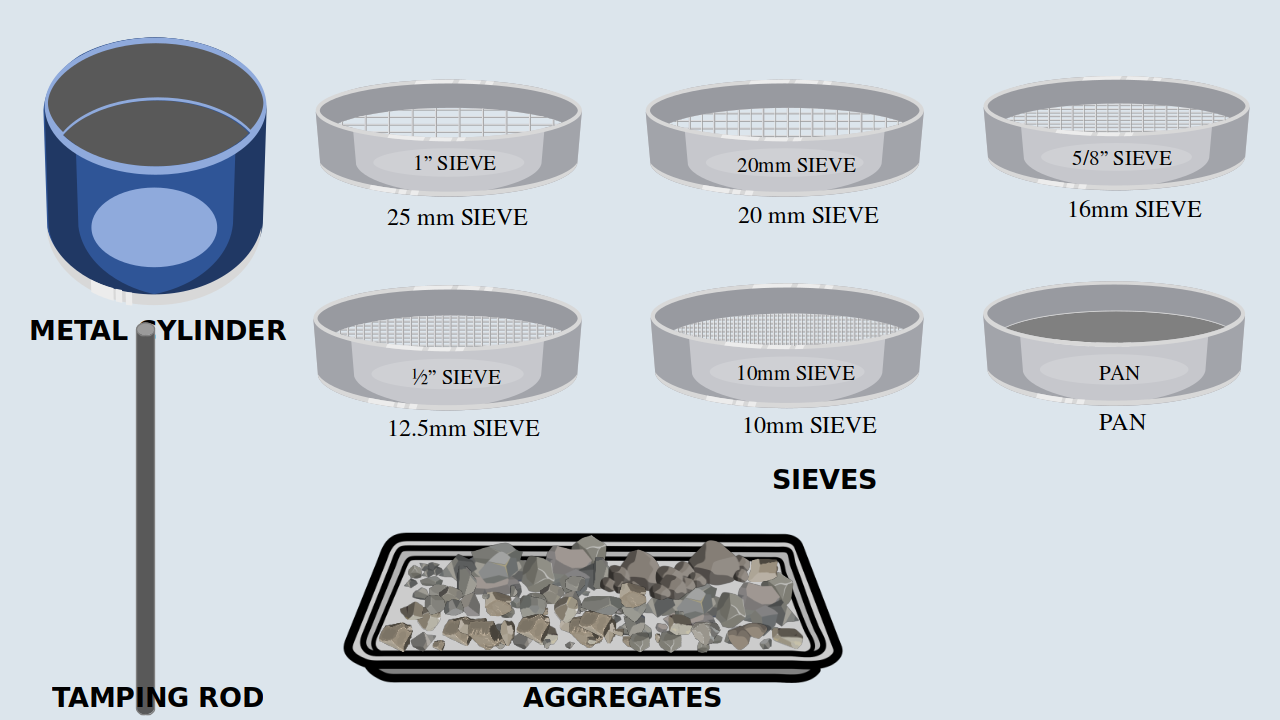 1” SIEVE
20mm SIEVE
5/8” SIEVE
25 mm SIEVE
20 mm SIEVE
16mm SIEVE
METAL CYLINDER
½” SIEVE
10mm SIEVE
PAN
12.5mm SIEVE
10mm SIEVE
PAN
SIEVES
TAMPING ROD
AGGREGATES